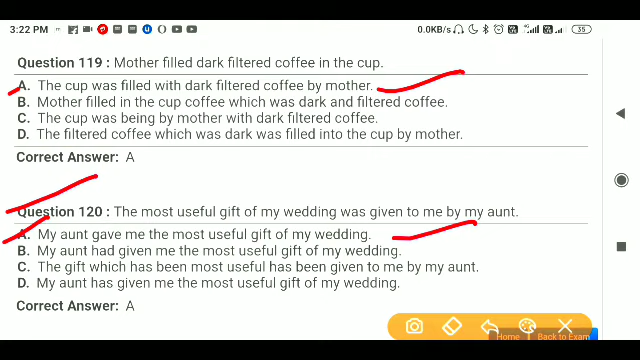 3:22 PM
0.0KB/s 35
Question 119 : Mother filled dark filtered coffee in the cup.
A. The cup was filled with dark filtered coffee by mother.
B. Mother filled in the cup coffee which was dark and filtered coffee.
C. The cup was being by mother with dark filtered coffee.
D. The filtered coffee which was dark was filled into the cup by mother.
Correct Answer: A
Question 120 : The most useful gift of my wedding was given to me by my aunt.
A. My aunt gave me the most useful gift of my wedding.
B. My aunt had given me the most useful gift of my wedding.
C. The gift which has been most useful has been given to me by my aunt.
D. My aunt has given me the most useful gift of my wedding.
Correct Answer: A
Home Back to Exam